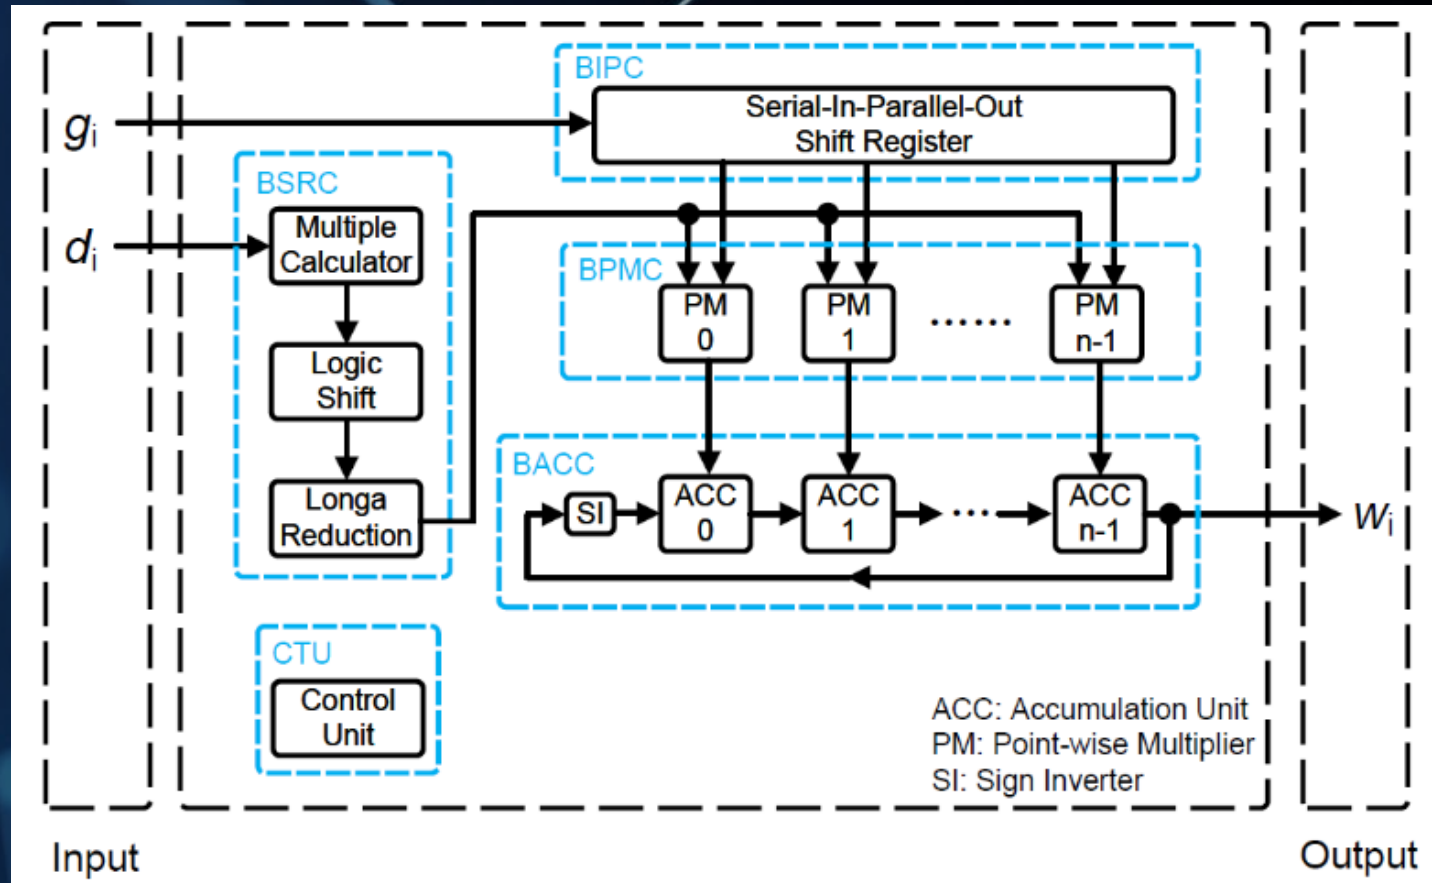 BIPC
Serial-In-Parallel-Out
Shift Register
gi
BSRC
Multiple
Calculator
di
Logic
Shift
Longa
Reduction
BPMC
PM
0
PM
1
......
PM
n-1
BACC
SI
ACC
0
ACC
1
...
ACC
n-1
wi
CTU
Control
Unit
ACC: Accumulation Unit
PM: Point-wise Multiplier
SI: Sign Inverter
Input
Output